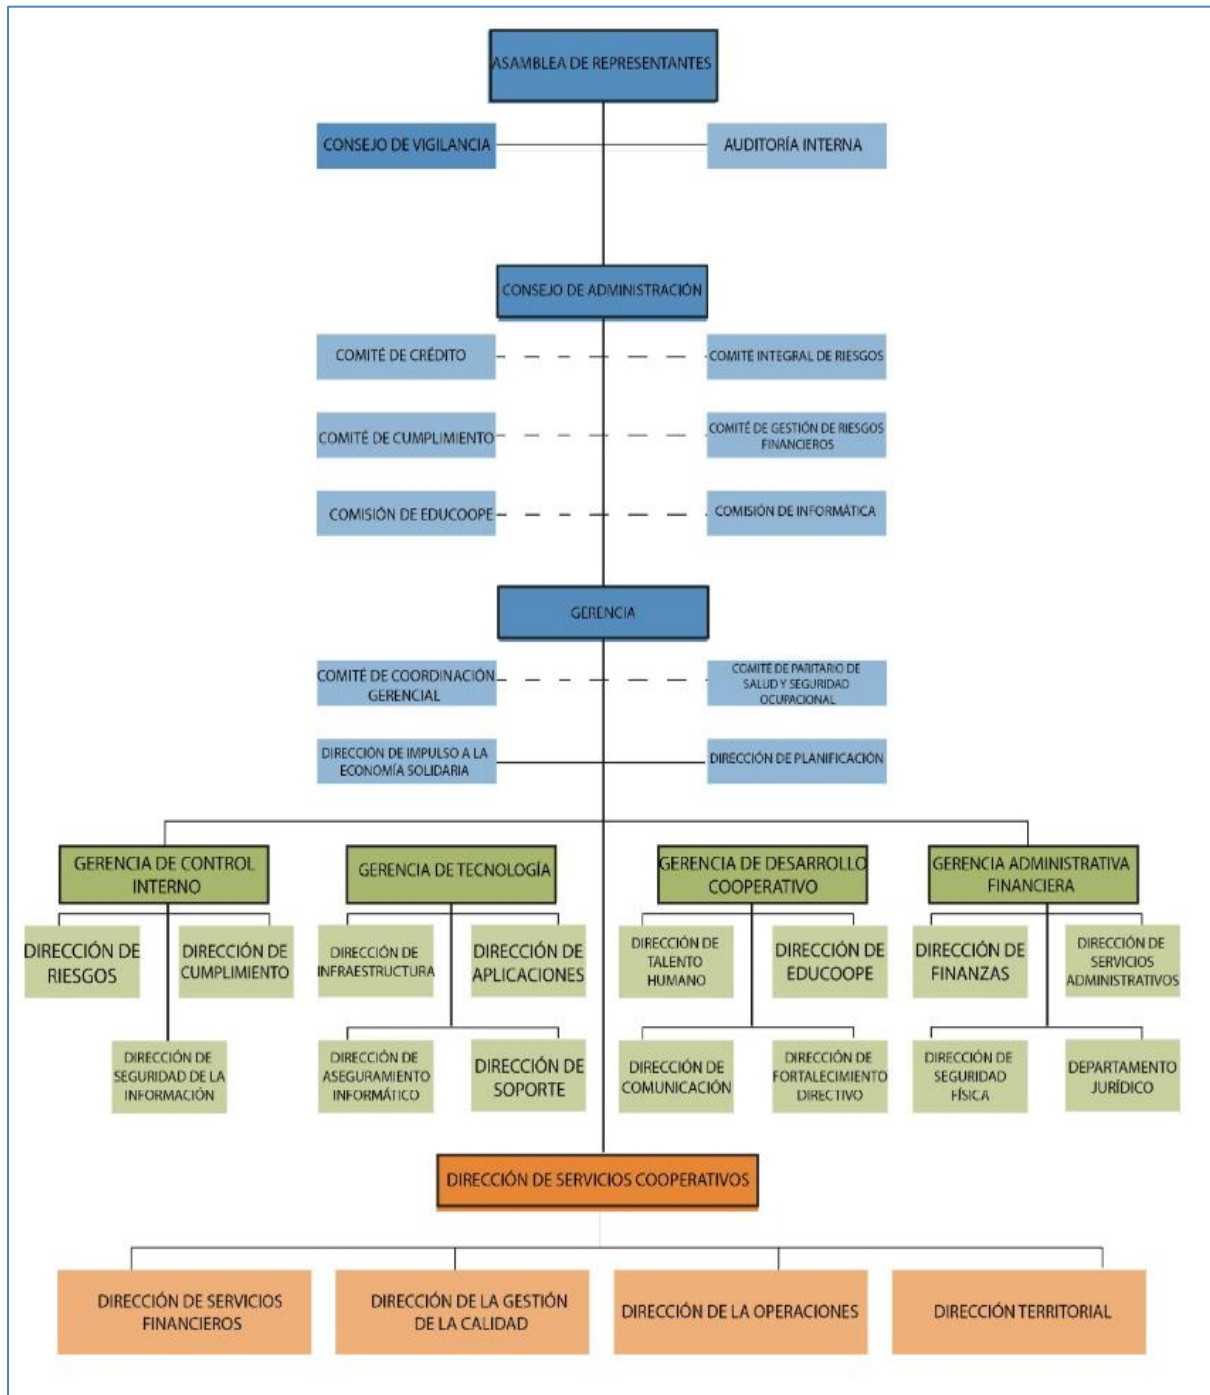 ASAMBLEA DE REPRESENTANTES
CONSEJO DE VIGILANCIA
AUDITORÍA INTERNA
CONSEJO DE ADMINISTRACIÓN
COMITÉ DE CRÉDITO
COMITÉ INTEGRAL DE RIESGOS
COMITÉ DE CUMPLIMIENTO
COMITÉ DE GESTIÓN DE RIESGOS
FINANCIEROS
COMISIÓN DE EDUCOOPE
COMISIÓN DE INFORMÁTICA
GERENCIA
COMITÉ DE COORDINACIÓN
GERENCIAL
COMITÉ DE PARITARIO DE
SALUD Y SEGURIDAD
OCUPACIONAL
DIRECCIÓN DE IMPULSO A LA
ECONOMÍA SOLIDARIA
DIRECCIÓN DE PLANIFICACIÓN
GERENCIA DE CONTROL
INTERNO
GERENCIA DE TECNOLOGÍA
GERENCIA DE DESARROLLO
COOPERATIVO
GERENCIA ADMINISTRATIVA
FINANCIERA
DIRECCIÓN DE
RIESGOS
DIRECCIÓN DE
CUMPLIMIENTO
DIRECCIÓN DE
INFRAESTRUCTURA
DIRECCIÓN DE
APLICACIONES
DIRECCIÓN DE
TALENTO
HUMANO
DIRECCIÓN DE
EDUCOOPE
DIRECCIÓN DE
FINANZAS
DIRECCIÓN DE
SERVICIOS
ADMINISTRATIVOS
DIRECCIÓN DE
SEGURIDAD DE LA
INFORMACIÓN
DIRECCIÓN DE
ASEGURAMIENTO
INFORMÁTICO
DIRECCIÓN DE
SOPORTE
DIRECCIÓN DE
COMUNICACIÓN
DIRECCIÓN DE
FORTALECIMIENTO
DIRECTIVO
DIRECCIÓN DE
SEGURIDAD
FÍSICA
DEPARTAMENTO
JURÍDICO
DIRECCIÓN DE SERVICIOS COOPERATIVOS
DIRECCIÓN DE SERVICIOS
FINANCIEROS
DIRECCIÓN DE LA GESTIÓN
DE LA CALIDAD
DIRECCIÓN DE LA OPERACIONES
DIRECCIÓN TERRITORIAL